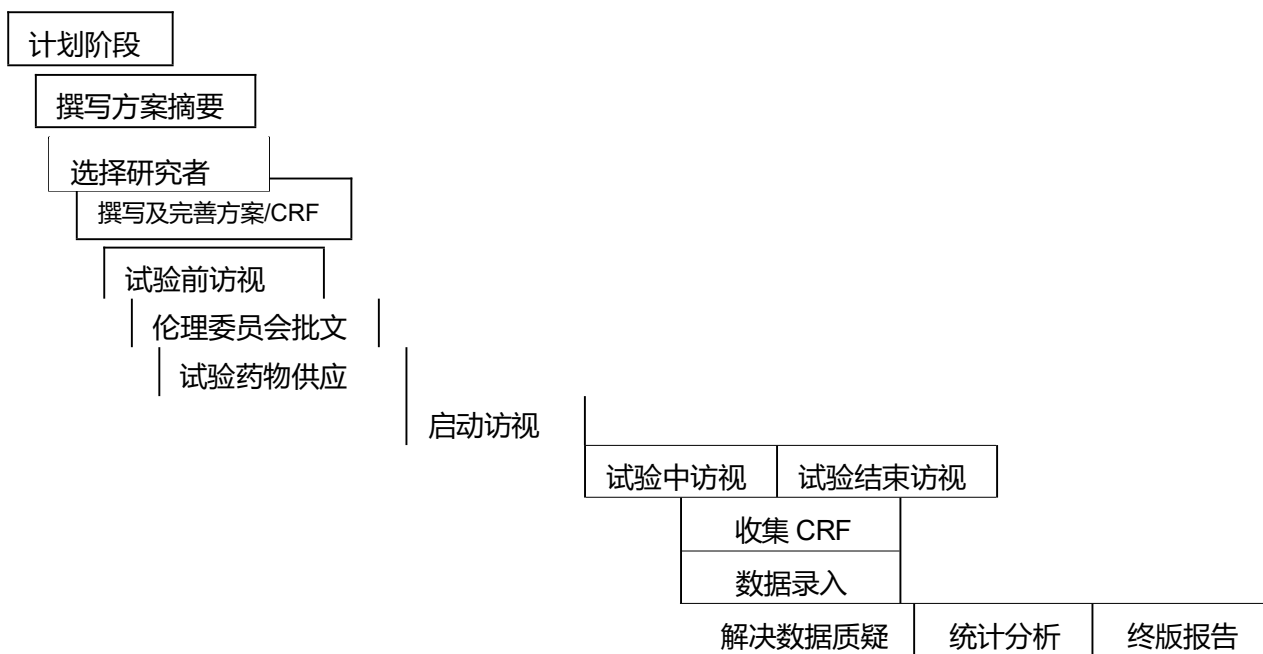 计划阶段
撰写方案摘要
选择研究者
撰写及完善方案/CRF
试验前访视
伦理委员会批文
试验药物供应
启动访视
试验中访视 试验结束访视
收集 CRF
数据录入
解决数据质疑 统计分析 终版报告